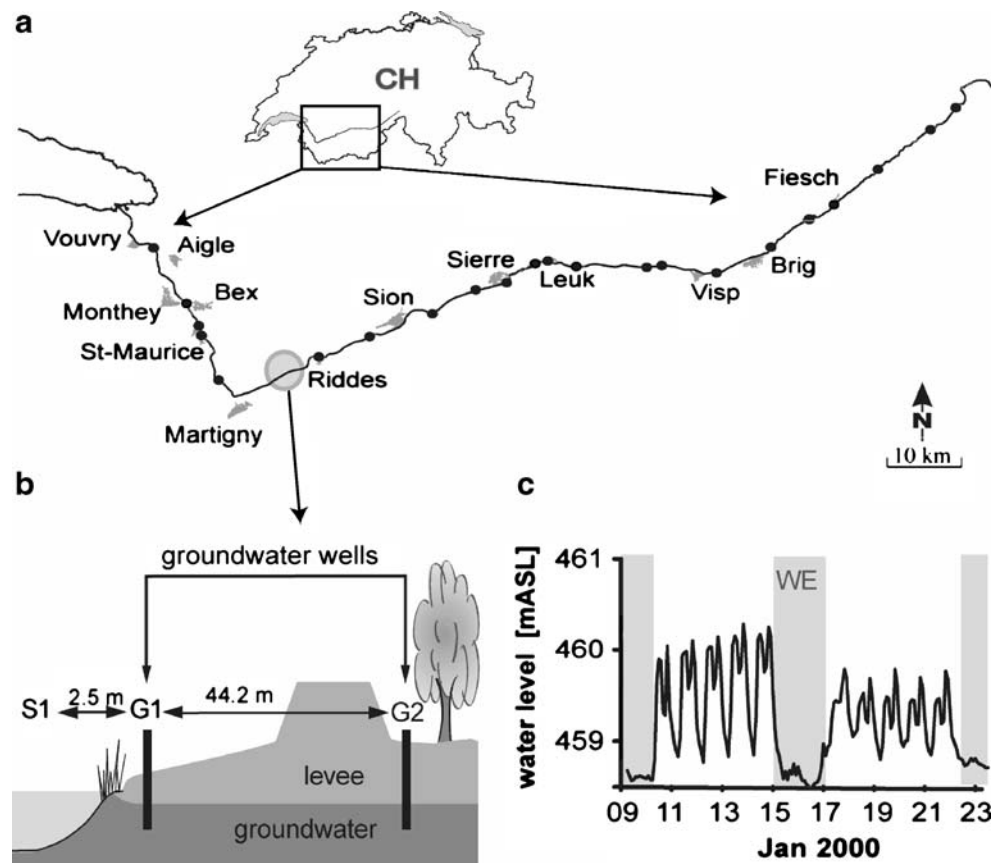 a
CH
Fiesch
Vouvry
Aigle
Sierre
Leuk
Brig
Visp
Monthey
Bex
Sion
St-Maurice
Riddes
Martigny
N
10 km
b
groundwater wells
S1
2.5 m
G1
44.2 m
G2
levee
groundwater
c
water level [mASL]
461
460
459
WE
09 11 13 15 17 19 21 23
Jan 2000